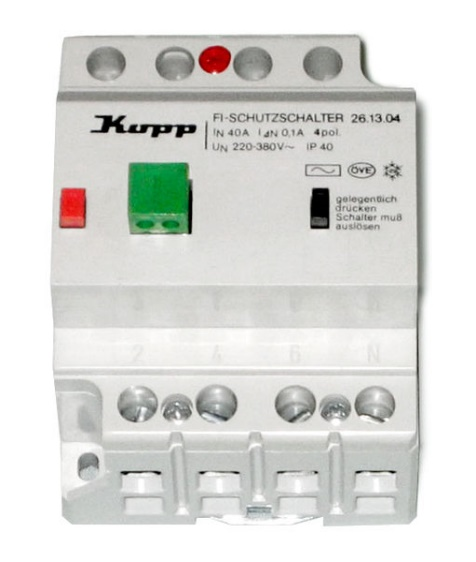 Kopp
FI-SCHUTZSCHALTER 26.13.04
IN 40A IΔN 0,1A 4pol.
UN 220-380V~ IP 40
ÖVE
gelegentlich
drücken
Schalter muß
auslösen
2 4 6 N